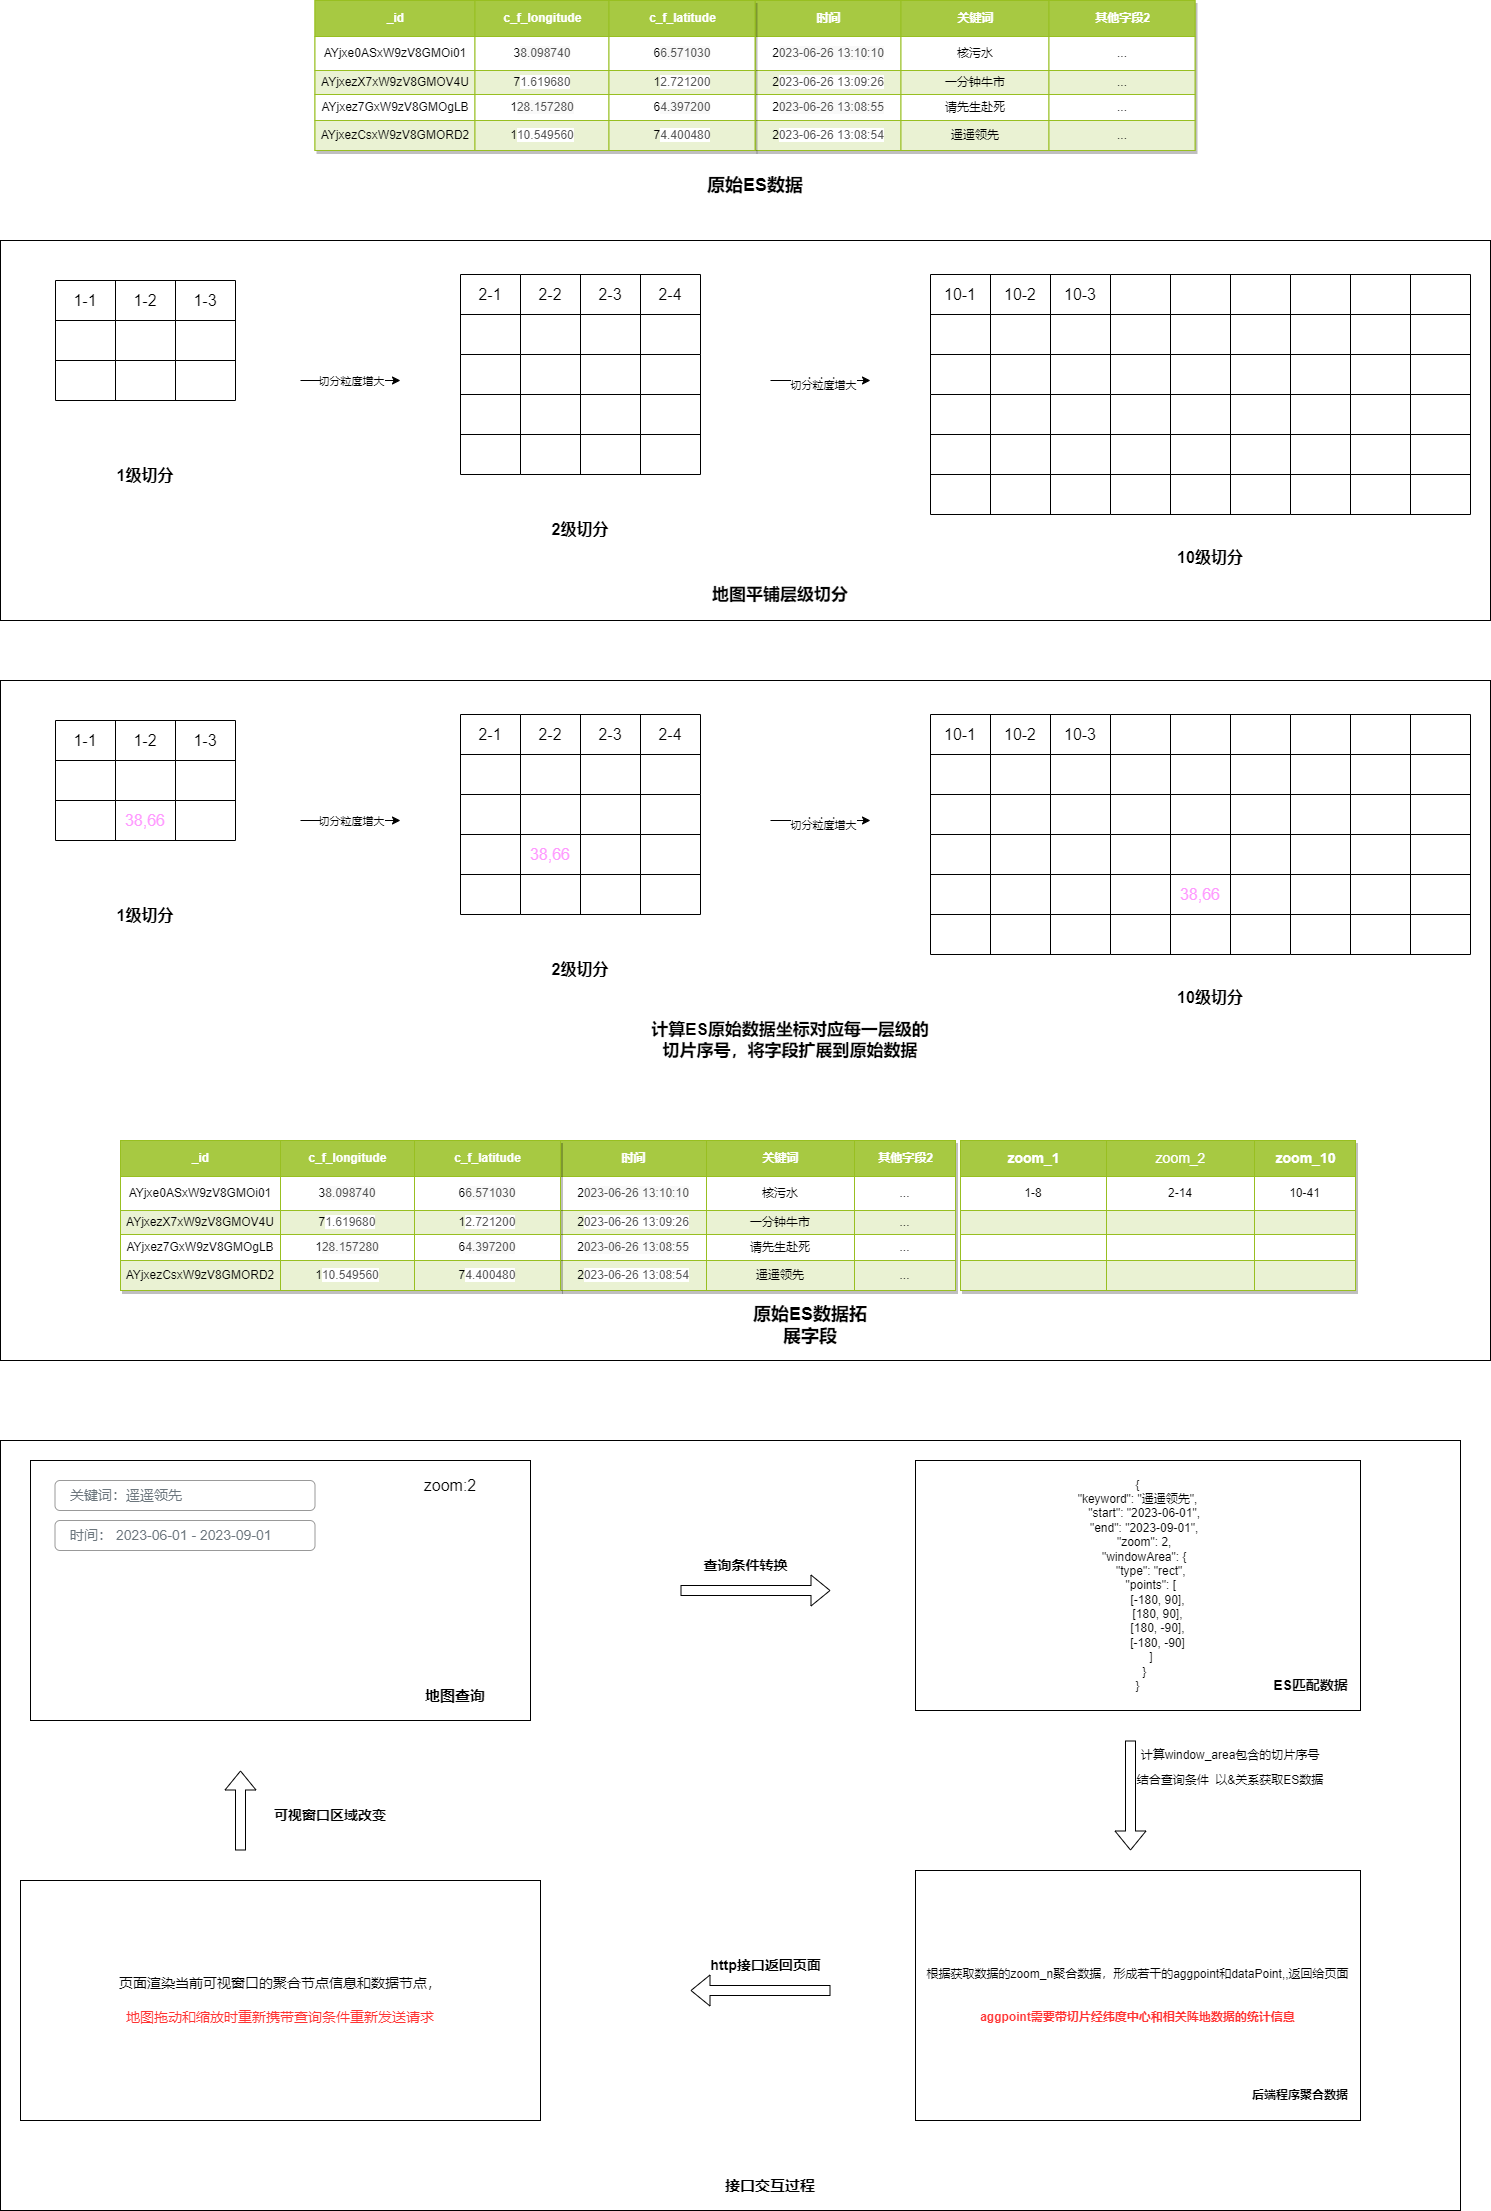 _id c_f_longitude c_f_latitude 时间 关键词 其他字段2
AYjxe0ASxW9zV8GMOi01 38.098740 66.571030 2023-06-26 13:10:10 核污水 ...
AYjxezX7xW9zV8GMOV4U 71.619680 12.721200 2023-06-26 13:09:26 一分钟牛市 ...
AYjxez7GxW9zV8GMOgLB 128.157280 64.397200 2023-06-26 13:08:55 请先生赴死 ...
AYjxezCsxW9zV8GMORD2 110.549560 74.400480 2023-06-26 13:08:54 遥遥领先 ...
原始ES数据
1-1 1-2 1-3
2-1 2-2 2-3 2-4
10-1 10-2 10-3
切分粒度增大
切分粒度增大
1级切分
2级切分
10级切分
地图平铺层级切分
1-1 1-2 1-3
38,66
2-1 2-2 2-3 2-4
38,66
10-1 10-2 10-3
38,66
切分粒度增大
切分粒度增大
1级切分
2级切分
10级切分
计算ES原始数据坐标对应每一层级的
切片序号，将字段扩展到原始数据
_id c_f_longitude c_f_latitude 时间 关键词 其他字段2 zoom_1 zoom_2 zoom_10
AYjxe0ASxW9zV8GMOi01 38.098740 66.571030 2023-06-26 13:10:10 核污水 ... 1-8 2-14 10-41
AYjxezX7xW9zV8GMOV4U 71.619680 12.721200 2023-06-26 13:09:26 一分钟牛市 ...
AYjxez7GxW9zV8GMOgLB 128.157280 64.397200 2023-06-26 13:08:55 请先生赴死 ...
AYjxezCsxW9zV8GMORD2 110.549560 74.400480 2023-06-26 13:08:54 遥遥领先 ...
原始ES数据拓
展字段
关键词：遥遥领先
zoom:2
时间： 2023-06-01 - 2023-09-01
地图查询
查询条件转换
{
"keyword": "遥遥领先",
"start": "2023-06-01",
"end": "2023-09-01",
"zoom": 2,
"windowArea": {
"type": "rect",
"points": [
[-180, 90],
[180, 90],
[180, -90],
[-180, -90]
]
}
}
ES匹配数据
计算window_area包含的切片序号
结合查询条件 以&关系获取ES数据
根据获取数据的zoom_n聚合数据，形成若干的aggpoint和dataPoint,,返回给页面
aggpoint需要带切片经纬度中心和相关阵地数据的统计信息
后端程序聚合数据
http接口返回页面
页面渲染当前可视窗口的聚合节点信息和数据节点，
地图拖动和缩放时重新携带查询条件重新发送请求
可视窗口区域改变
接口交互过程